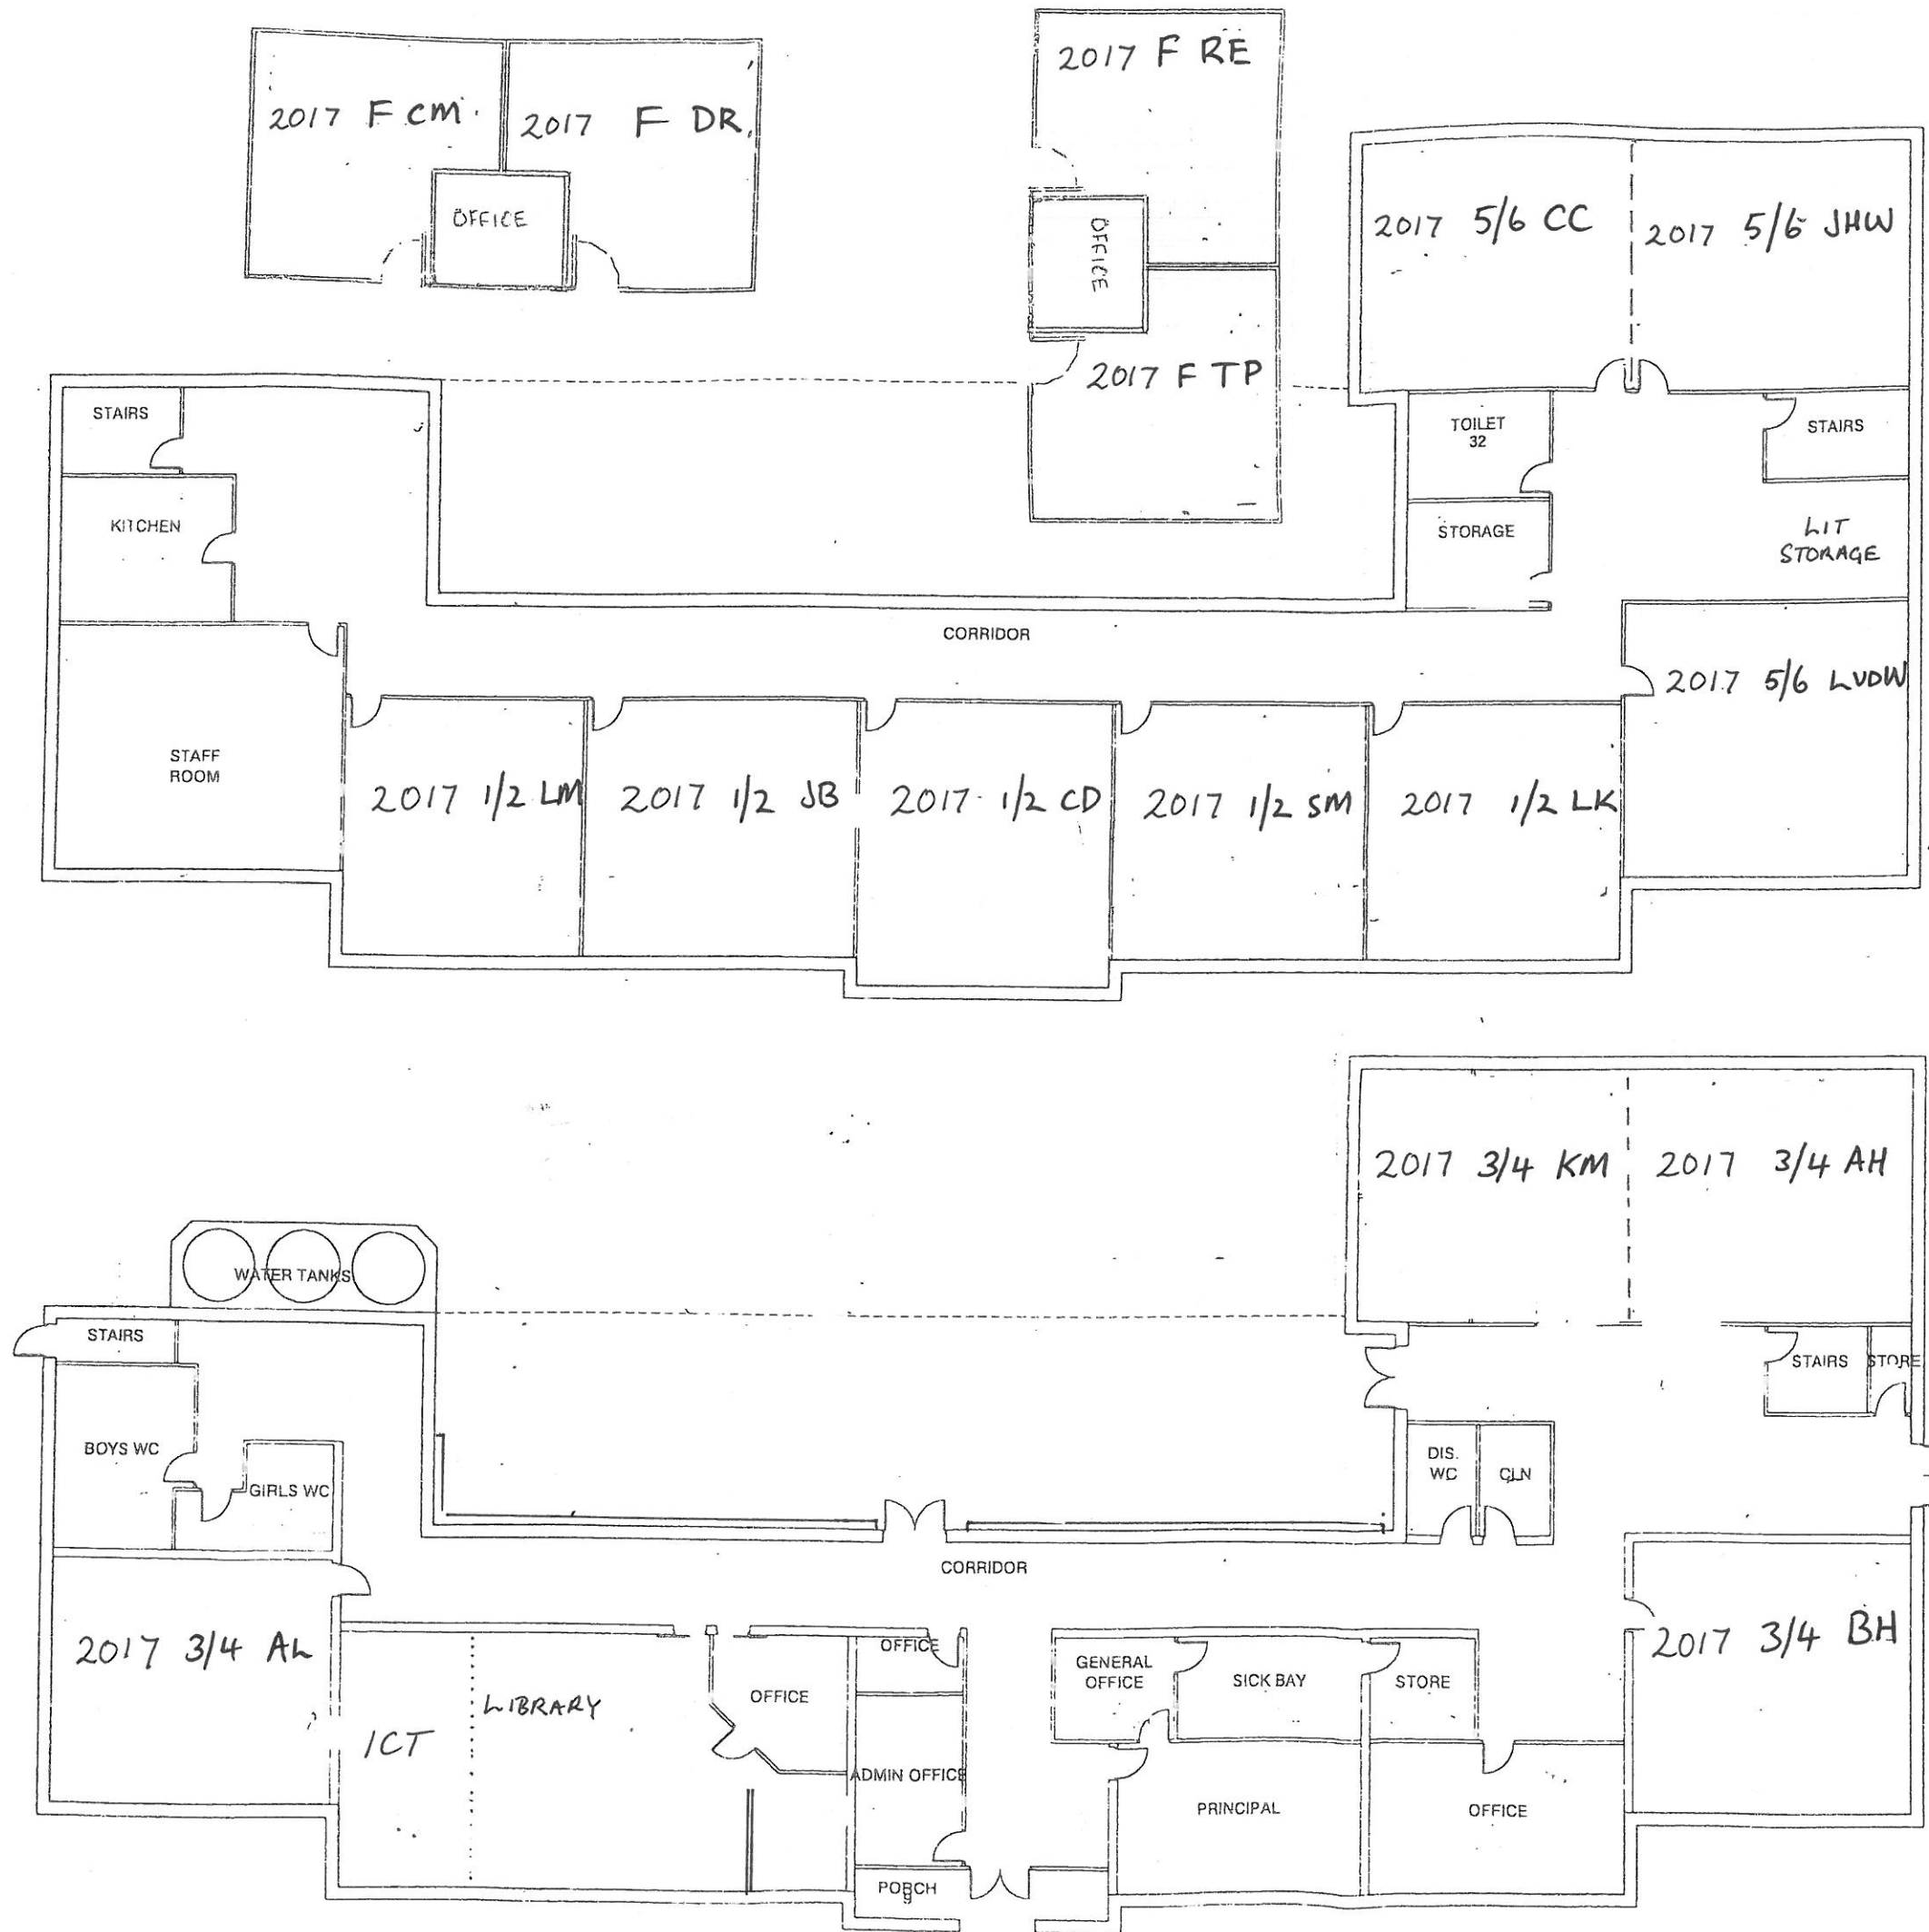 2017 F CM.
2017 F DR.
OFFICE
2017 F RE
OFFICE
2017 F TP
2017 5/6 CC
2017 5/6 JHW
STAIRS
KITCHEN
STAFF
ROOM
TOILET
32
STORAGE
STAIRS
LIT
STORAGE
CORRIDOR
2017 5/6 LVDW
2017 1/2 LM
2017 1/2 JB
2017 1/2 CD
2017 1/2 SM
2017 1/2 LK
2017 3/4 KM
2017 3/4 AH
WATER TANKS
STAIRS
BOYS WC
GIRLS WC
STAIRS
STORE
DIS.
WC
CLN
CORRIDOR
2017 3/4 AL
ICT
LIBRARY
OFFICE
OFFICE
ADMIN OFFICE
PORCH
9
GENERAL
OFFICE
SICK BAY
STORE
PRINCIPAL
OFFICE
2017 3/4 BH